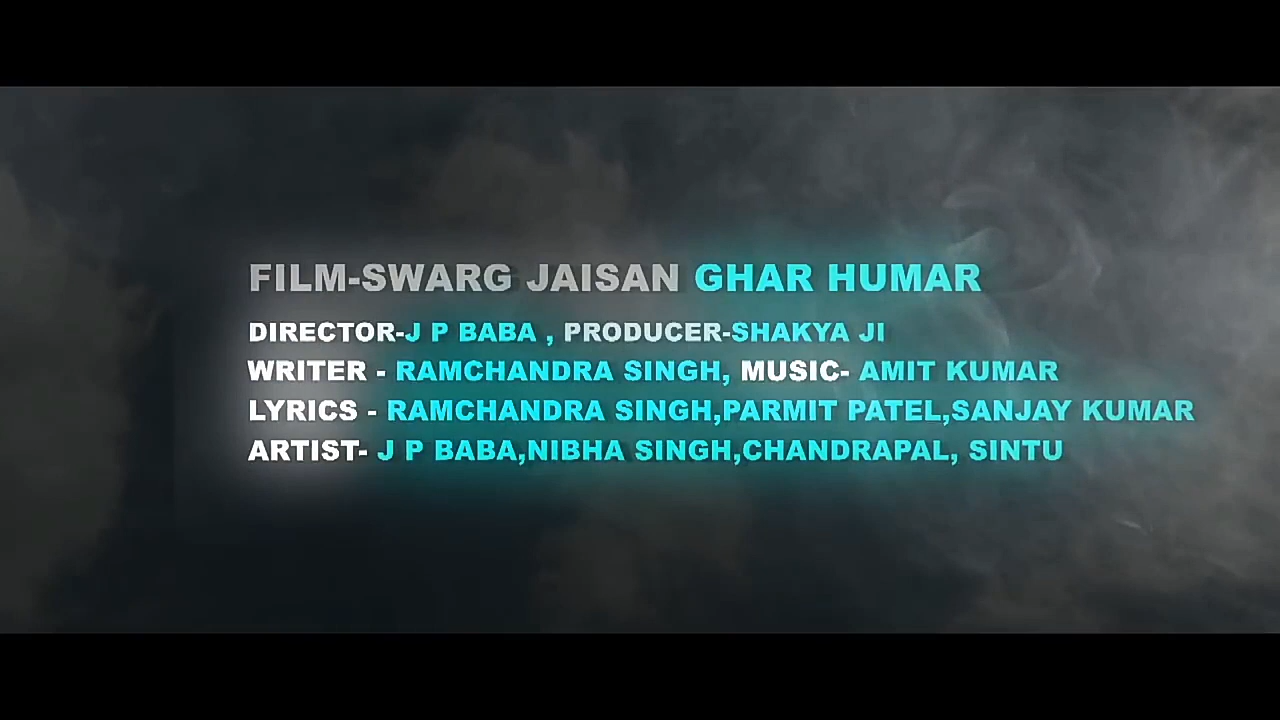 FILM-SWARG JAISAN GHAR HUMAR
DIRECTOR-J P BABA , PRODUCER-SHAKYA JI
WRITER - RAMCHANDRA SINGH, MUSIC- AMIT KUMAR
LYRICS - RAMCHANDRA SINGH,PARMIT PATEL,SANJAY KUMAR
ARTIST- J P BABA,NIBHA SINGH,CHANDRAPAL, SINTU